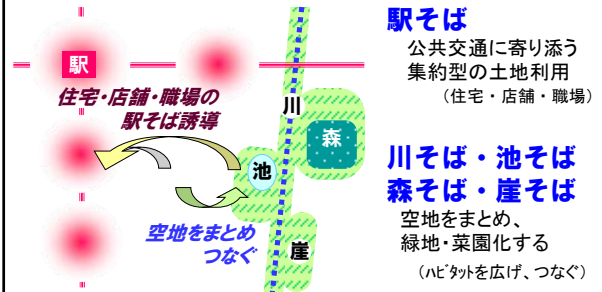 駅
住宅・店舗・職場の
駅そば誘導
川
森
池
空地をまとめ
つなぐ
崖
駅そば
公共交通に寄り添う
集約型の土地利用
(住宅・店舗・職場)
川そば・池そば
森そば・崖そば
空地をまとめ、
緑地・菜園化する
(ﾊﾋﾞﾀｯﾄを広げ、つなぐ)